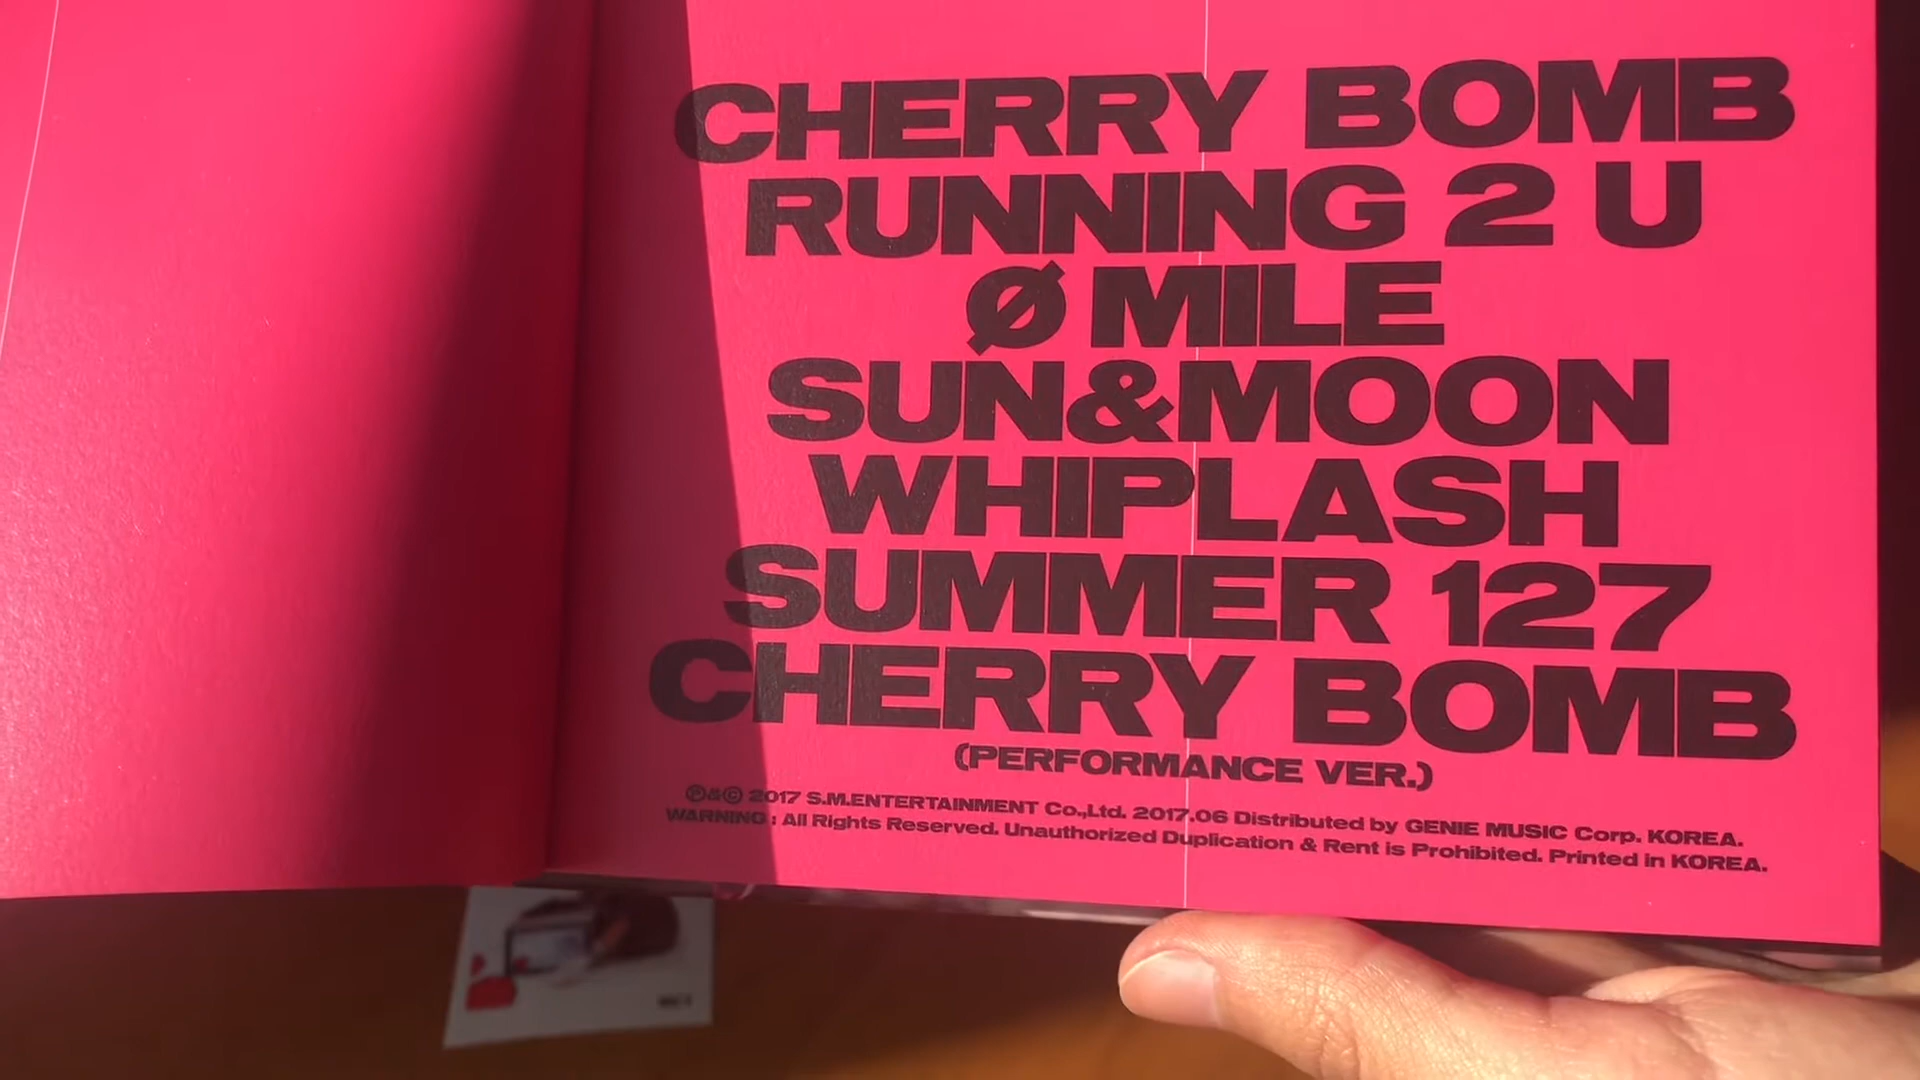 CHERRY BOMB
RUNNING 2 U
Ø MILE
SUN&MOON
WHIPLASH
SUMMER 127
CHERRY BOMB
(PERFORMANCE VER.)
℗&© 2017 S.M.ENTERTAINMENT Co.,Ltd. 2017.06 Distributed by GENIE MUSIC Corp. KOREA.
WARNING : All Rights Reserved. Unauthorized Duplication & Rent is Prohibited. Printed in KOREA.